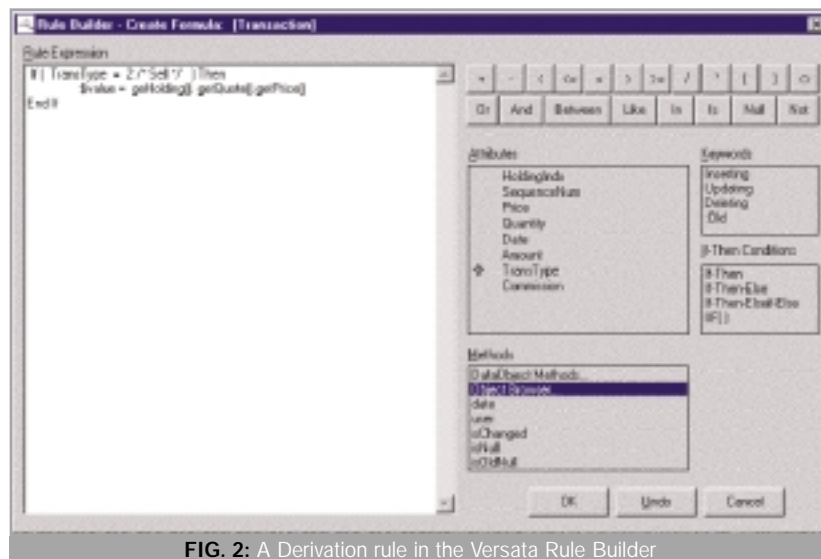 Rule Builder - Create Formula: [Transaction]
Rule Expression
If ( TransType = 2 /* Sell */ ) Then
$value = getHolding().getQuote().getPrice()
End If
+ - < <= = > >= / * ( ) <>
Or And Between Like In Is Null Not
Attributes
HoldingInds
SequenceNum
Price
Quantity
Date
Amount
TransType
Commission
Keywords
Inserting
Updating
Deleting
:Old
If-Then Conditions
If-Then
If-Then-Else
If-Then-ElseIf-Else
IIF( )
Methods
DataObject Methods...
Object Browser...
date
user
isChanged
isNull
isOldNull
OK Undo Cancel
FIG. 2: A Derivation rule in the Versata Rule Builder